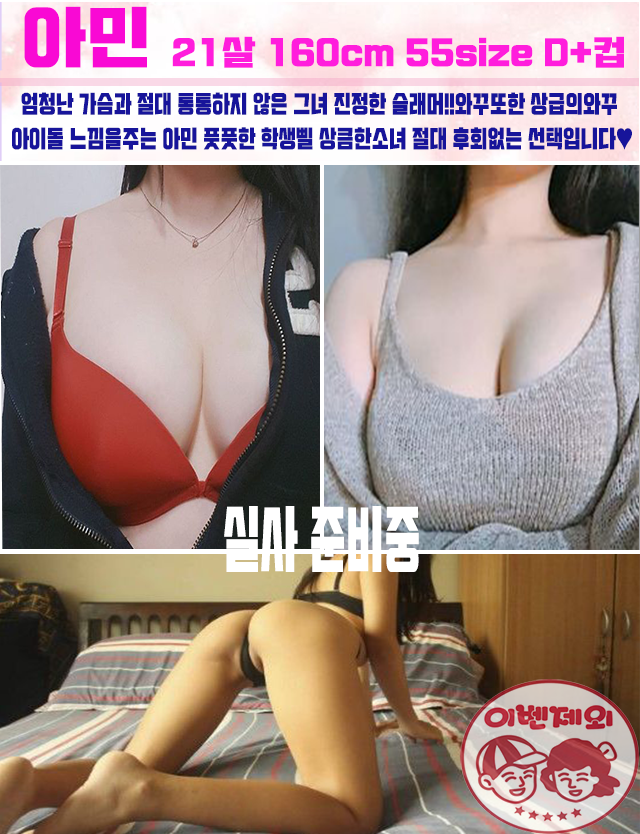 아민 21살 160cm 55size D+컵
엄청난 가슴과 절대 통통하지 않은 그녀 진정한 슬래머!!와꾸또한 상급의와꾸
아이돌 느낌을주는 아민 풋풋한 학생삘 상큼한소녀 절대 후회없는 선택입니다♥
실사 준비중
이벤제외